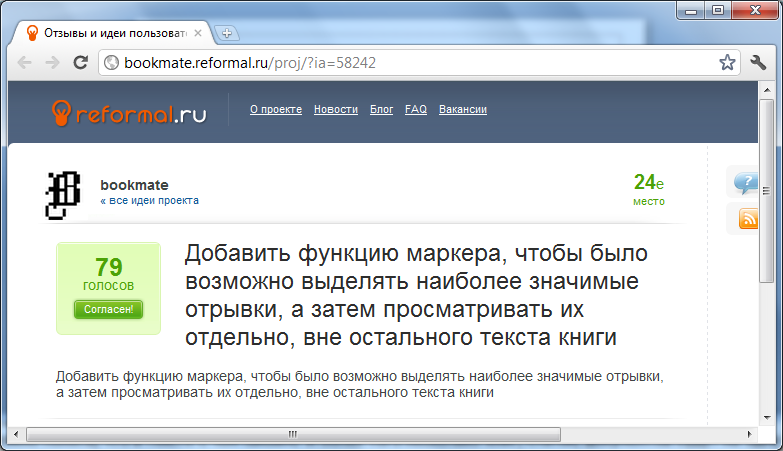 Отзывы и идеи пользоват
bookmate.reformal.ru/proj/?ia=58242
reformal.ru
О проекте Новости Блог FAQ Вакансии
bookmate
« все идеи проекта
24е
место
79
голосов
Согласен!
Добавить функцию маркера, чтобы было
возможно выделять наиболее значимые
отрывки, а затем просматривать их
отдельно, вне остального текста книги
Добавить функцию маркера, чтобы было возможно выделять наиболее значимые отрывки,
а затем просматривать их отдельно, вне остального текста книги